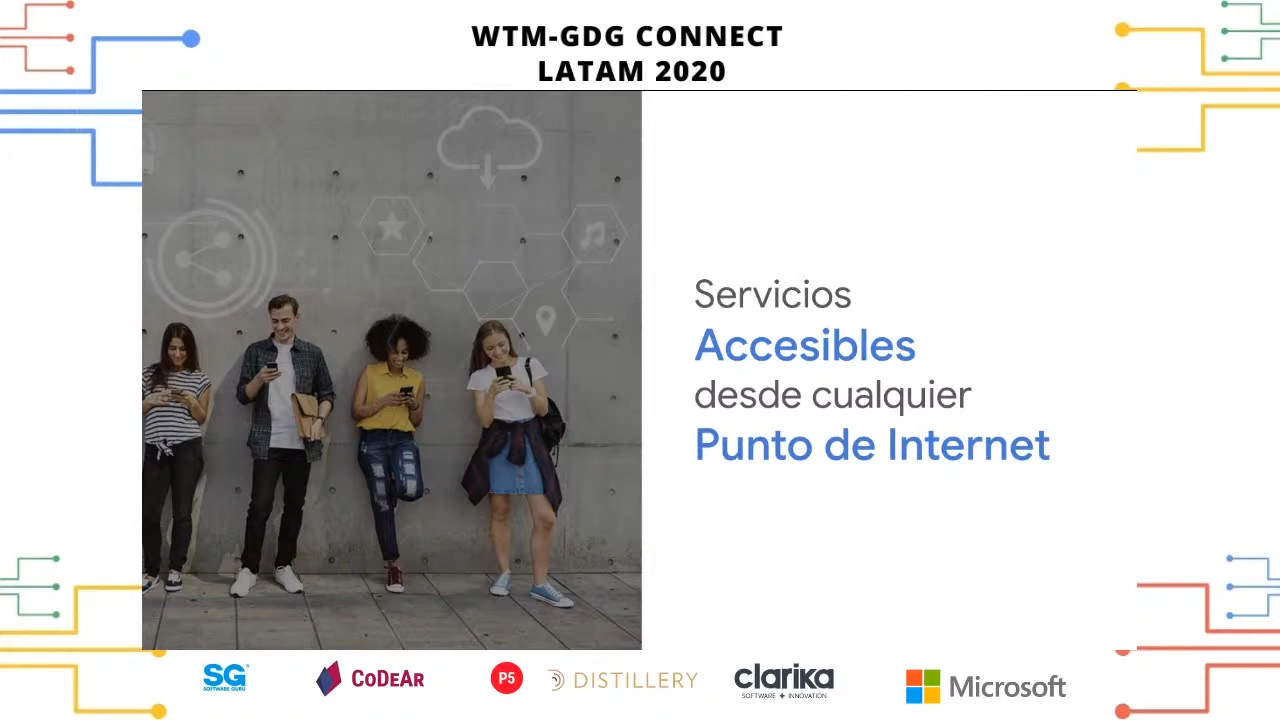 WTM-GDG CONNECT
LATAM 2020
Servicios
Accesibles
desde cualquier
Punto de Internet
SG
SOFTWARE GURU
CODEAR
P5
DISTILLERY
clarika
SOFTWARE + INNOVATION
Microsoft